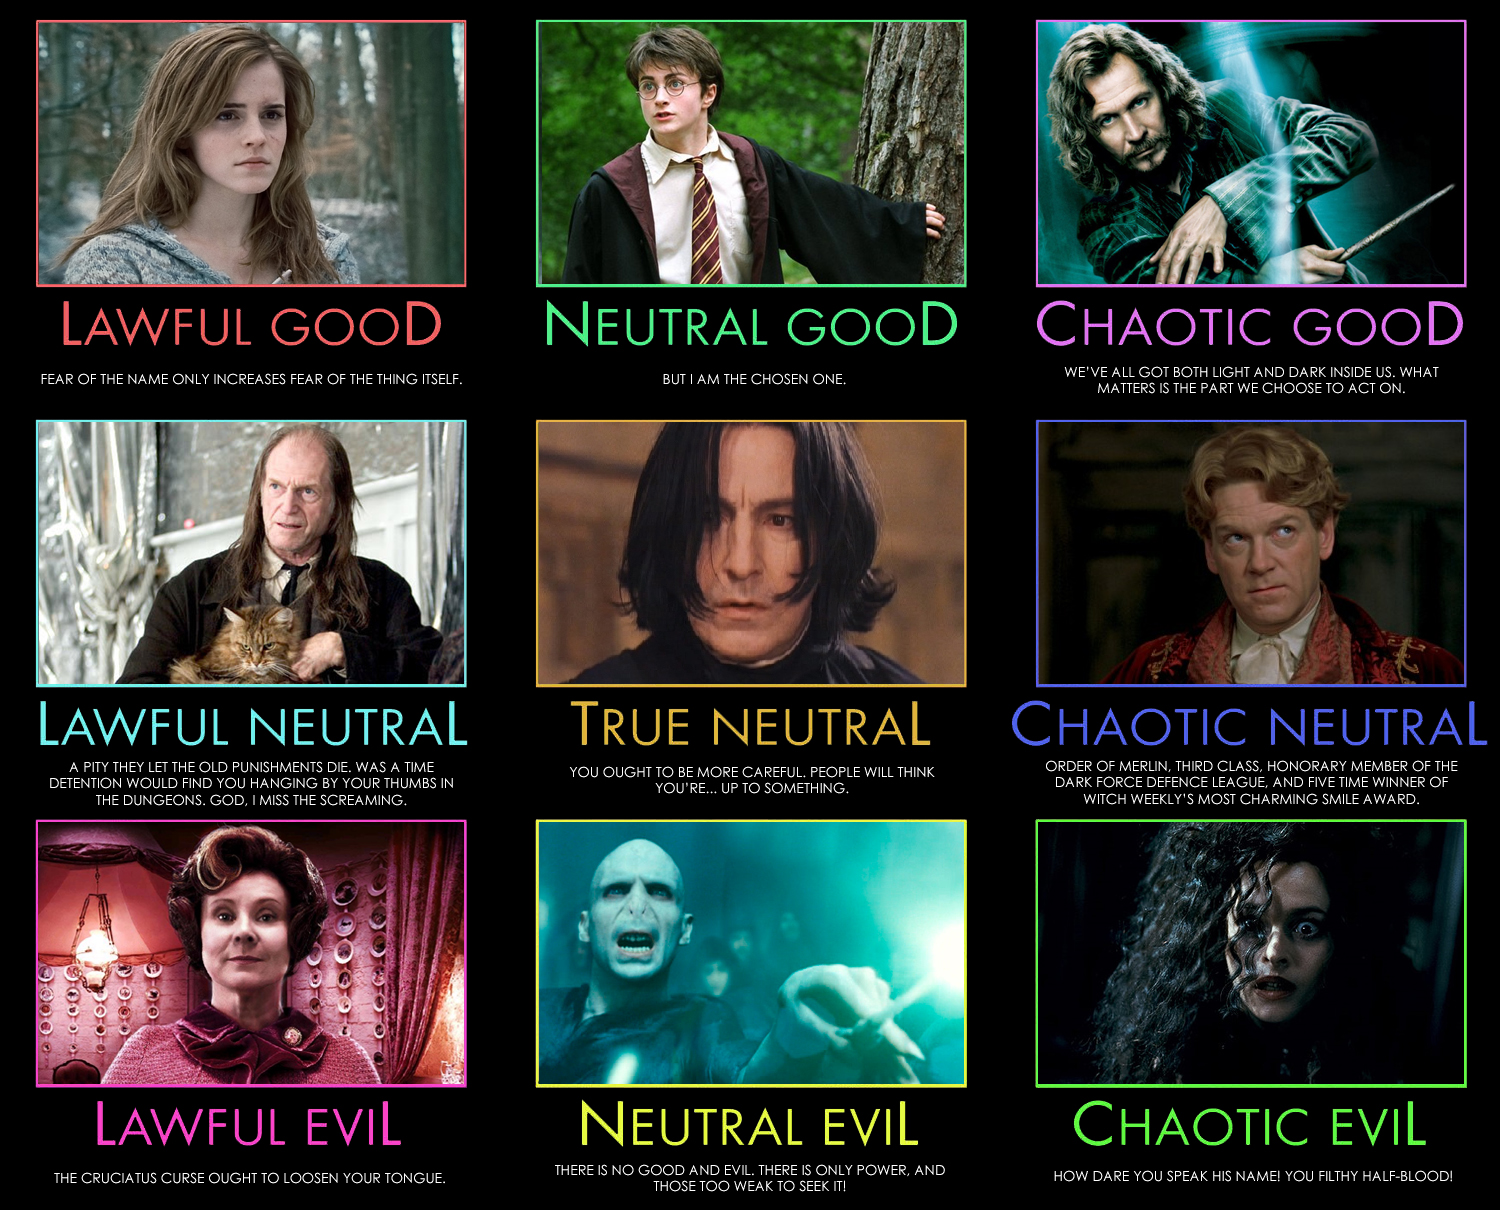 LAWFUL GOOD
FEAR OF THE NAME ONLY INCREASES FEAR OF THE THING ITSELF.
NEUTRAL GOOD
BUT I AM THE CHOSEN ONE.
CHAOTIC GOOD
WE'VE ALL GOT BOTH LIGHT AND DARK INSIDE US. WHAT
MATTERS IS THE PART WE CHOOSE TO ACT ON.
LAWFUL NEUTRAL
A PITY THEY LET THE OLD PUNISHMENTS DIE. WAS A TIME
DETENTION WOULD FIND YOU HANGING BY YOUR THUMBS IN
THE DUNGEONS. GOD, I MISS THE SCREAMING.
TRUE NEUTRAL
YOU OUGHT TO BE MORE CAREFUL. PEOPLE WILL THINK
YOU'RE... UP TO SOMETHING.
CHAOTIC NEUTRAL
ORDER OF MERLIN, THIRD CLASS, HONORARY MEMBER OF THE
DARK FORCE DEFENCE LEAGUE, AND FIVE TIME WINNER OF
WITCH WEEKLY'S MOST CHARMING SMILE AWARD.
LAWFUL EVIL
THE CRUCIATUS CURSE OUGHT TO LOOSEN YOUR TONGUE.
NEUTRAL EVIL
THERE IS NO GOOD AND EVIL. THERE IS ONLY POWER, AND
THOSE TOO WEAK TO SEEK IT!
CHAOTIC EVIL
HOW DARE YOU SPEAK HIS NAME! YOU FILTHY HALF-BLOOD!